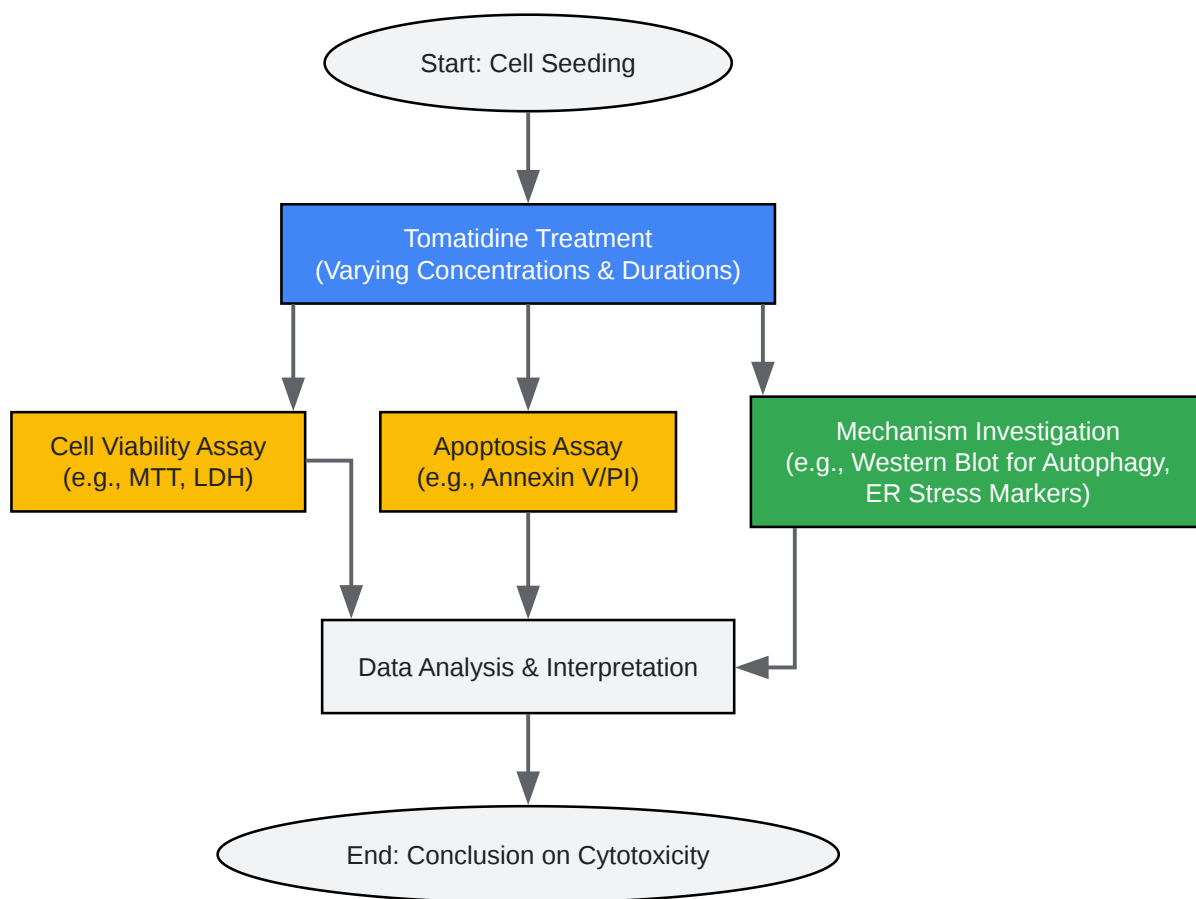 Start: Cell Seeding
Tomatidine Treatment
(Varying Concentrations & Durations)
Cell Viability Assay
(e.g., MTT, LDH)
Apoptosis Assay
(e.g., Annexin V/PI)
Mechanism Investigation
(e.g., Western Blot for Autophagy,
ER Stress Markers)
Data Analysis & Interpretation
End: Conclusion on Cytotoxicity